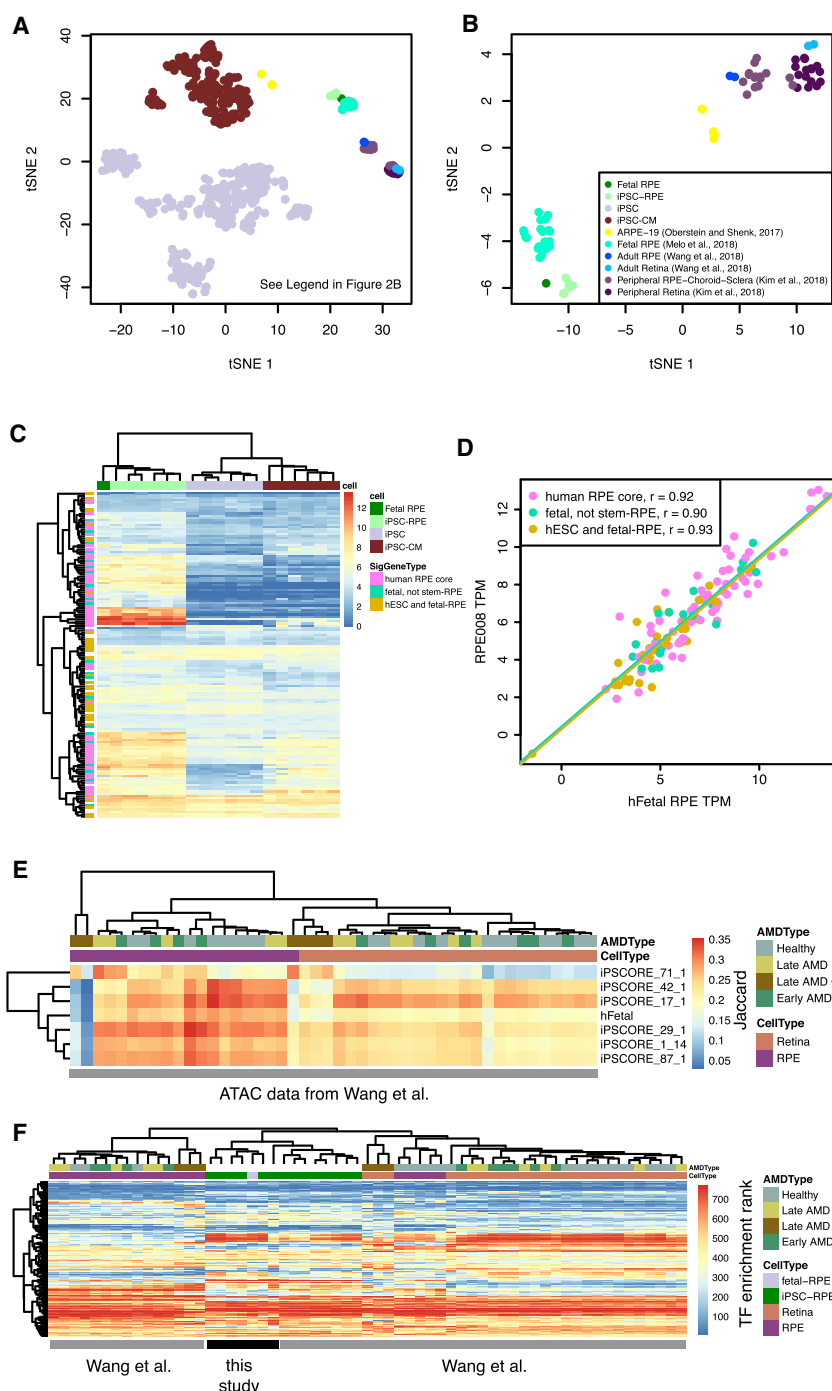 A
40
20
0
−20
−40
tSNE 2
See Legend in Figure 2B
−20
−10
0
10
20
30
tSNE 1
B
4
2
0
−2
−4
−6
tSNE 2
Fetal RPE
iPSC−RPE
iPSC
iPSC−CM
ARPE−19 (Oberstein and Shenk, 2017)
Fetal RPE (Melo et al., 2018)
Adult RPE (Wang et al., 2018)
Adult Retina (Wang et al., 2018)
Peripheral RPE−Choroid−Sclera (Kim et al., 2018)
Peripheral Retina (Kim et al., 2018)
−10
−5
0
5
10
tSNE 1
C
cell
12
10
8
6
4
2
0
cell
Fetal RPE
iPSC−RPE
iPSC
iPSC−CM
SigGeneType
human RPE core
fetal, not stem−RPE
hESC and fetal−RPE
D
human RPE core, r = 0.92
fetal, not stem−RPE, r = 0.90
hESC and fetal−RPE, r = 0.93
12
10
8
6
4
2
0
RPE008 TPM
0
5
10
hFetal RPE TPM
E
AMDType
CellType
iPSCORE_71_1
iPSCORE_42_1
iPSCORE_17_1
hFetal
iPSCORE_29_1
iPSCORE_1_14
iPSCORE_87_1
ATAC data from Wang et al.
0.35
0.3
0.25
0.2
0.15
0.1
0.05
Jaccard
AMDType
Healthy
Late AMD
Late AMD
Early AMD
CellType
Retina
RPE
F
AMDType
CellType
700
600
500
400
300
200
100
TF enrichment rank
AMDType
Healthy
Late AMD
Late AMD
Early AMD
CellType
fetal−RPE
iPSC−RPE
Retina
RPE
Wang et al.
this
study
Wang et al.